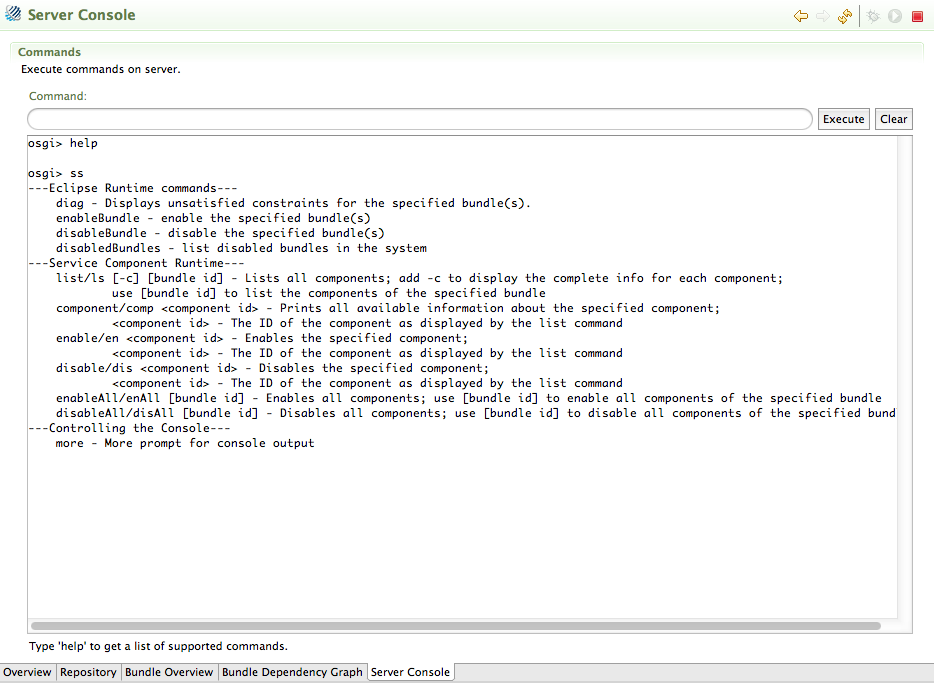 Server Console
Commands
Execute commands on server.
Command:
Execute
Clear
osgi> help
osgi> ss
---Eclipse Runtime commands---
diag - Displays unsatisfied constraints for the specified bundle(s).
enableBundle - enable the specified bundle(s)
disableBundle - disable the specified bundle(s)
disabledBundles - list disabled bundles in the system
---Service Component Runtime---
list/ls [-c] [bundle id] - Lists all components; add -c to display the complete info for each component;
use [bundle id] to list the components of the specified bundle
component/comp <component id> - Prints all available information about the specified component;
<component id> - The ID of the component as displayed by the list command
enable/en <component id> - Enables the specified component;
<component id> - The ID of the component as displayed by the list command
disable/dis <component id> - Disables the specified component;
<component id> - The ID of the component as displayed by the list command
enableAll/enAll [bundle id] - Enables all components; use [bundle id] to enable all components of the specified bundle
disableAll/disAll [bundle id] - Disables all components; use [bundle id] to disable all components of the specified bund
---Controlling the Console---
more - More prompt for console output
Type 'help' to get a list of supported commands.
Overview
Repository
Bundle Overview
Bundle Dependency Graph
Server Console